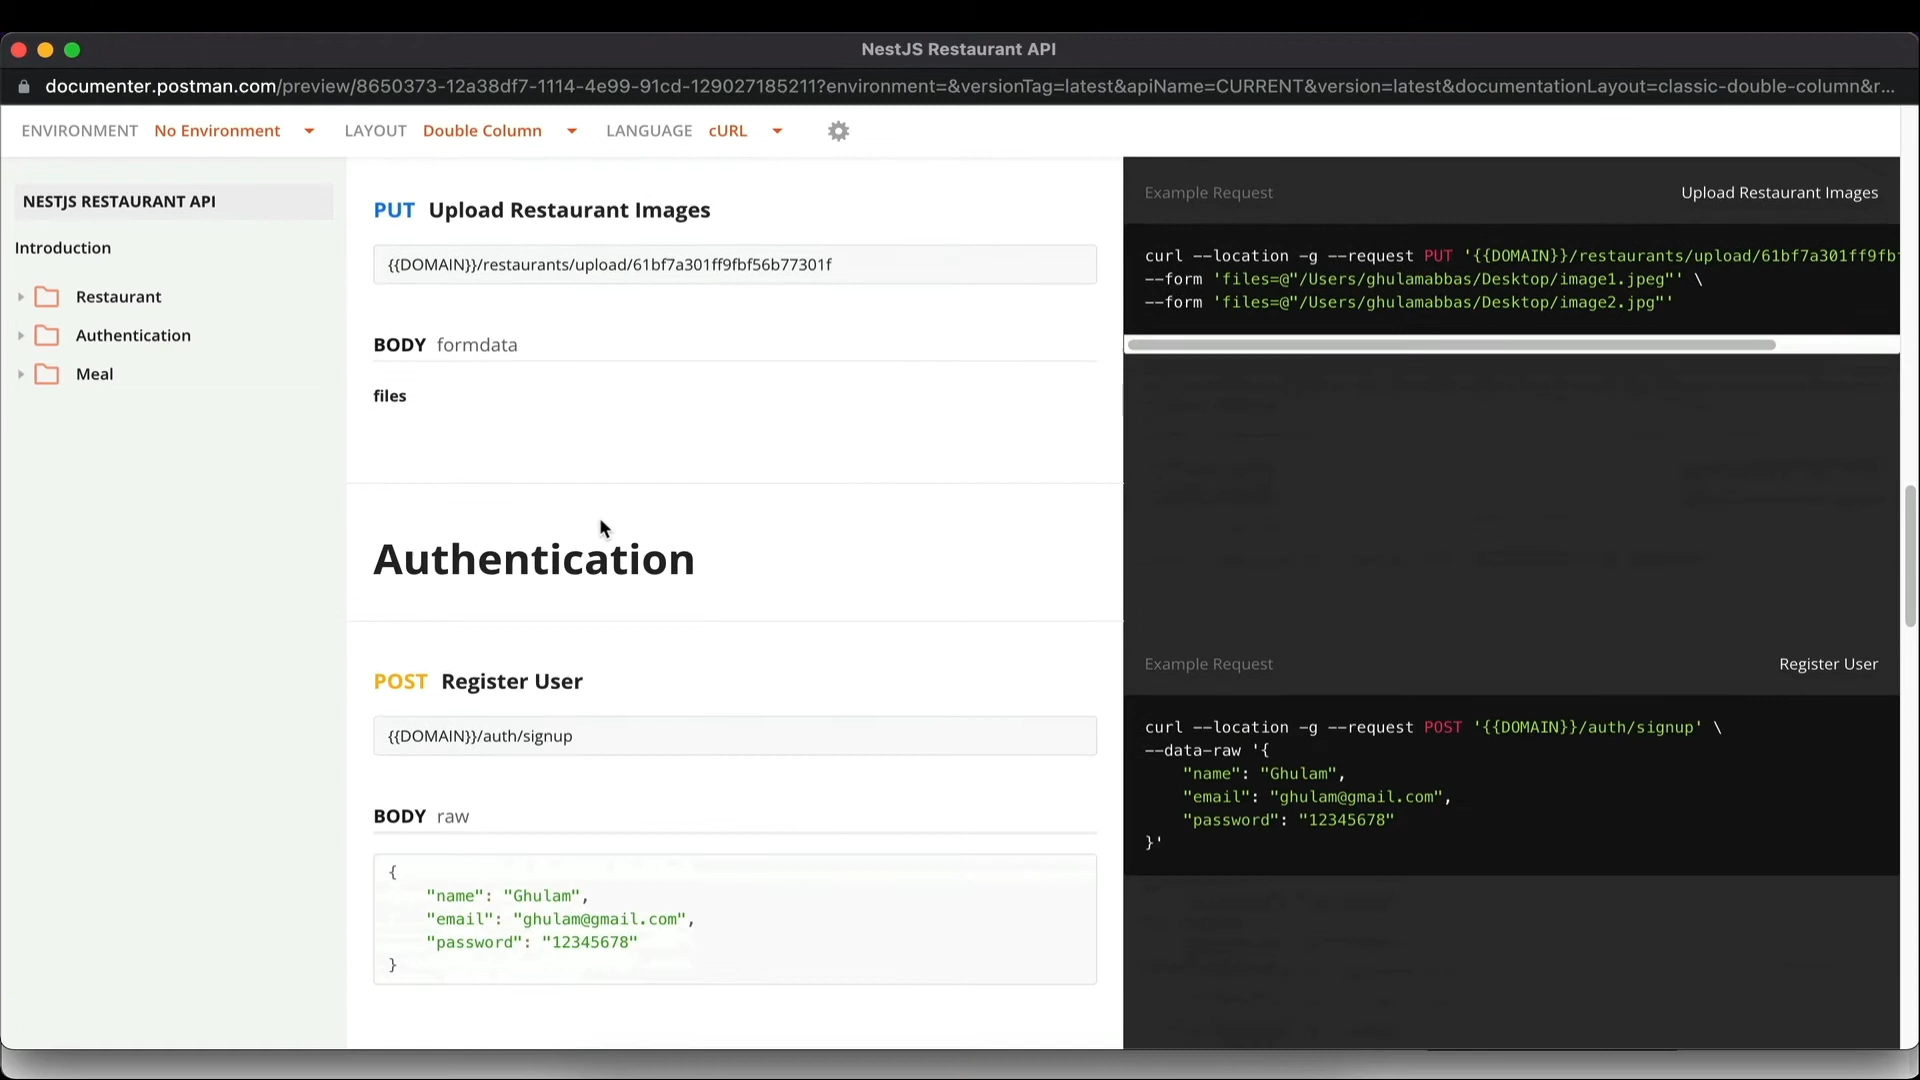 NestJS Restaurant API
documenter.postman.com/preview/8650373-12a38df7-1114-4e99-91cd-129027185211?environment=&versionTag=latest&apiName=CURRENT&version=latest&documentationLayout=classic-double-column&r...
ENVIRONMENT No Environment LAYOUT Double Column LANGUAGE cURL
NESTJS RESTAURANT API
Introduction
Restaurant
Authentication
Meal
PUT Upload Restaurant Images
{{DOMAIN}}/restaurants/upload/61bf7a301ff9fbf56b77301f
BODY formdata
files
Authentication
POST Register User
{{DOMAIN}}/auth/signup
BODY raw
{
"name": "Ghulam",
"email": "ghulam@gmail.com",
"password": "12345678"
}
Example Request Upload Restaurant Images
curl --location -g --request PUT '{{DOMAIN}}/restaurants/upload/61bf7a301ff9fb
--form 'files=@"/Users/ghulamabbas/Desktop/image1.jpeg"' \
--form 'files=@"/Users/ghulamabbas/Desktop/image2.jpg"'
Example Request Register User
curl --location -g --request POST '{{DOMAIN}}/auth/signup' \
--data-raw '{
"name": "Ghulam",
"email": "ghulam@gmail.com",
"password": "12345678"
}'